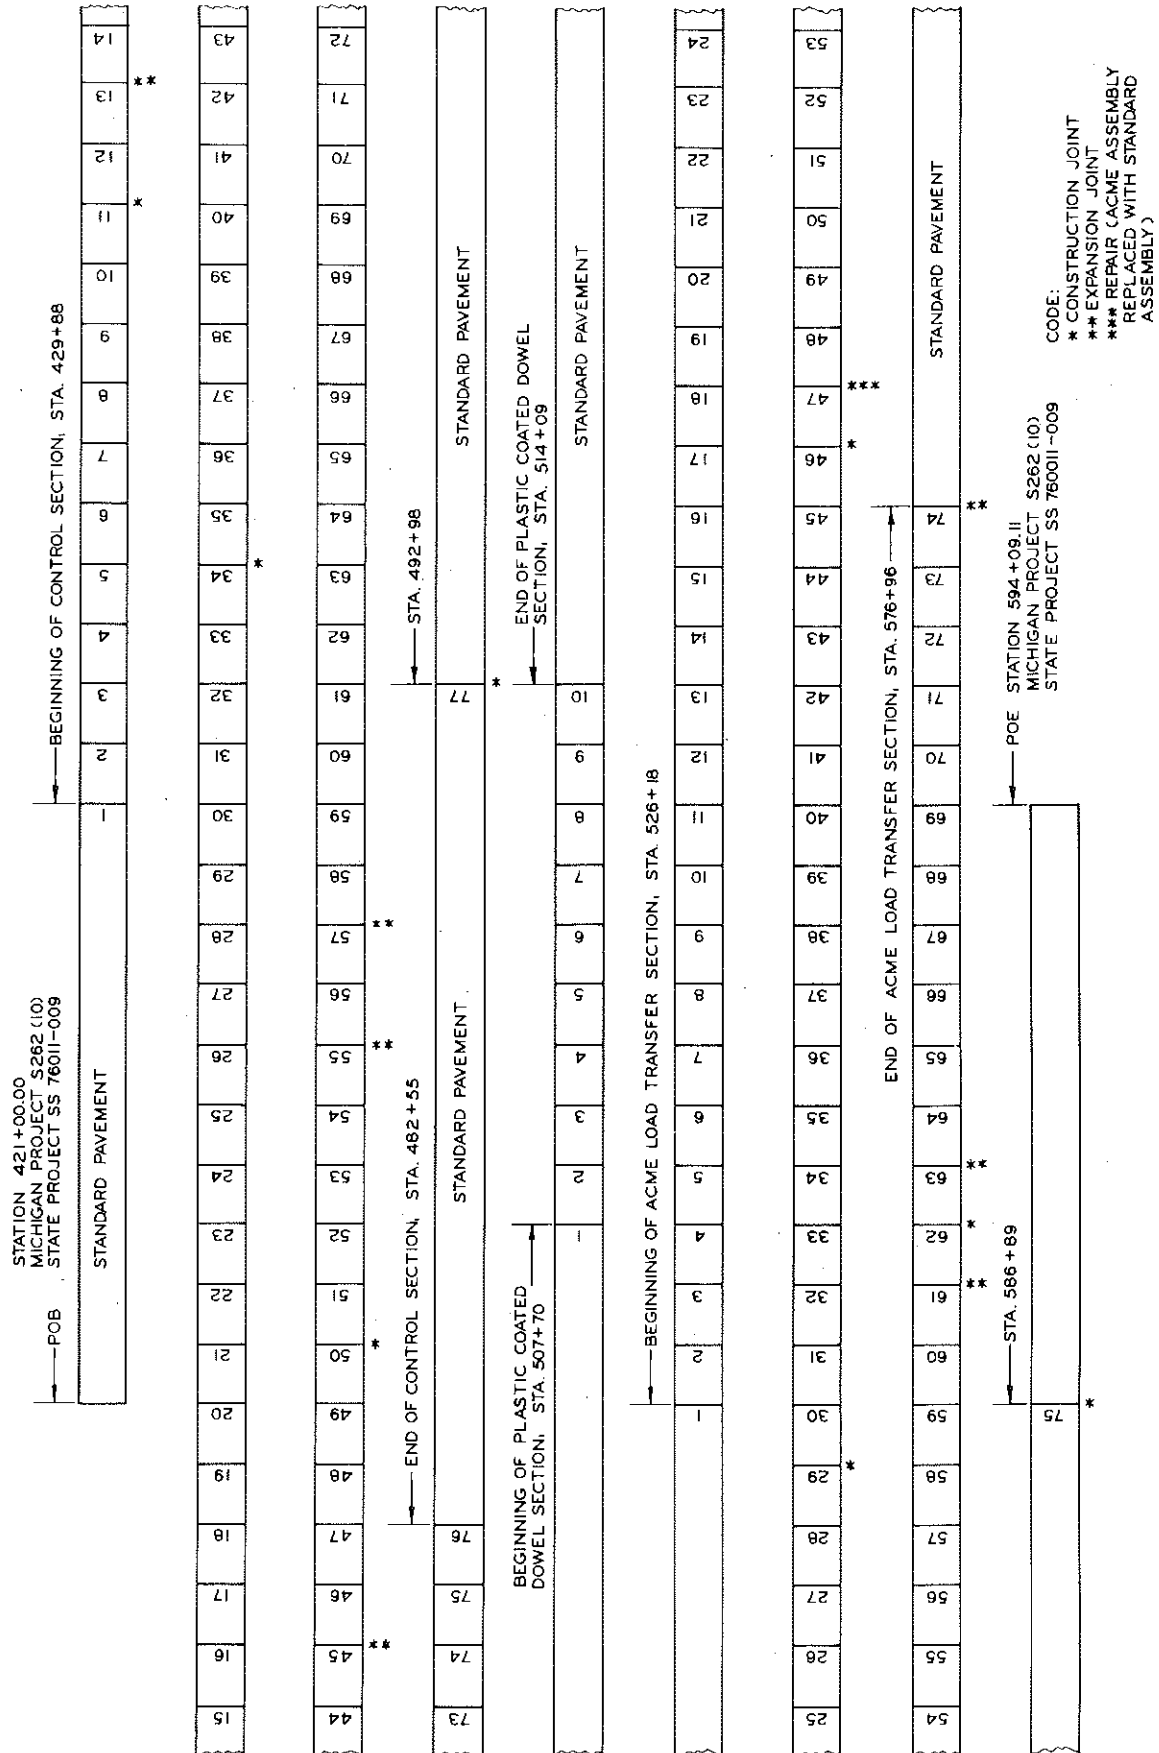 STATION 421+00.00
MICHIGAN PROJECT S262 (10)
STATE PROJECT SS 76011-009
POB
BEGINNING OF CONTROL SECTION, STA. 429+88
STANDARD PAVEMENT
1 2 3 4 5 6 7 8 9 10 11 12 13 14
* **
15 16 17 18 19 20 21 22 23 24 25 26 27 28 29 30 31 32 33 34 35 36 37 38 39 40 41 42 43
*
44 45 46 47 48 49 50 51 52 53 54 55 56 57 58 59 60 61 62 63 64 65 66 67 68 69 70 71 72
** * ** **
END OF CONTROL SECTION, STA. 482+55
STA. 492+98
73 74 75 76 STANDARD PAVEMENT 77 STANDARD PAVEMENT
*
BEGINNING OF PLASTIC COATED
DOWEL SECTION, STA. 507+70
END OF PLASTIC COATED DOWEL
SECTION, STA. 514+09
1 2 3 4 5 6 7 8 9 10 STANDARD PAVEMENT
BEGINNING OF ACME LOAD TRANSFER SECTION, STA. 526+18
1 2 3 4 5 6 7 8 9 10 11 12 13 14 15 16 17 18 19 20 21 22 23 24
25 26 27 28 29 30 31 32 33 34 35 36 37 38 39 40 41 42 43 44 45 46 47 48 49 50 51 52 53
* * ***
END OF ACME LOAD TRANSFER SECTION, STA. 576+96
54 55 56 57 58 59 60 61 62 63 64 65 66 67 68 69 70 71 72 73 74 STANDARD PAVEMENT
** * ** **
STA. 586+89
POE STATION 594+09.11
MICHIGAN PROJECT S262 (10)
STATE PROJECT SS 760011-009
75
*
CODE:
* CONSTRUCTION JOINT
** EXPANSION JOINT
*** REPAIR (ACME ASSEMBLY
REPLACED WITH STANDARD
ASSEMBLY)